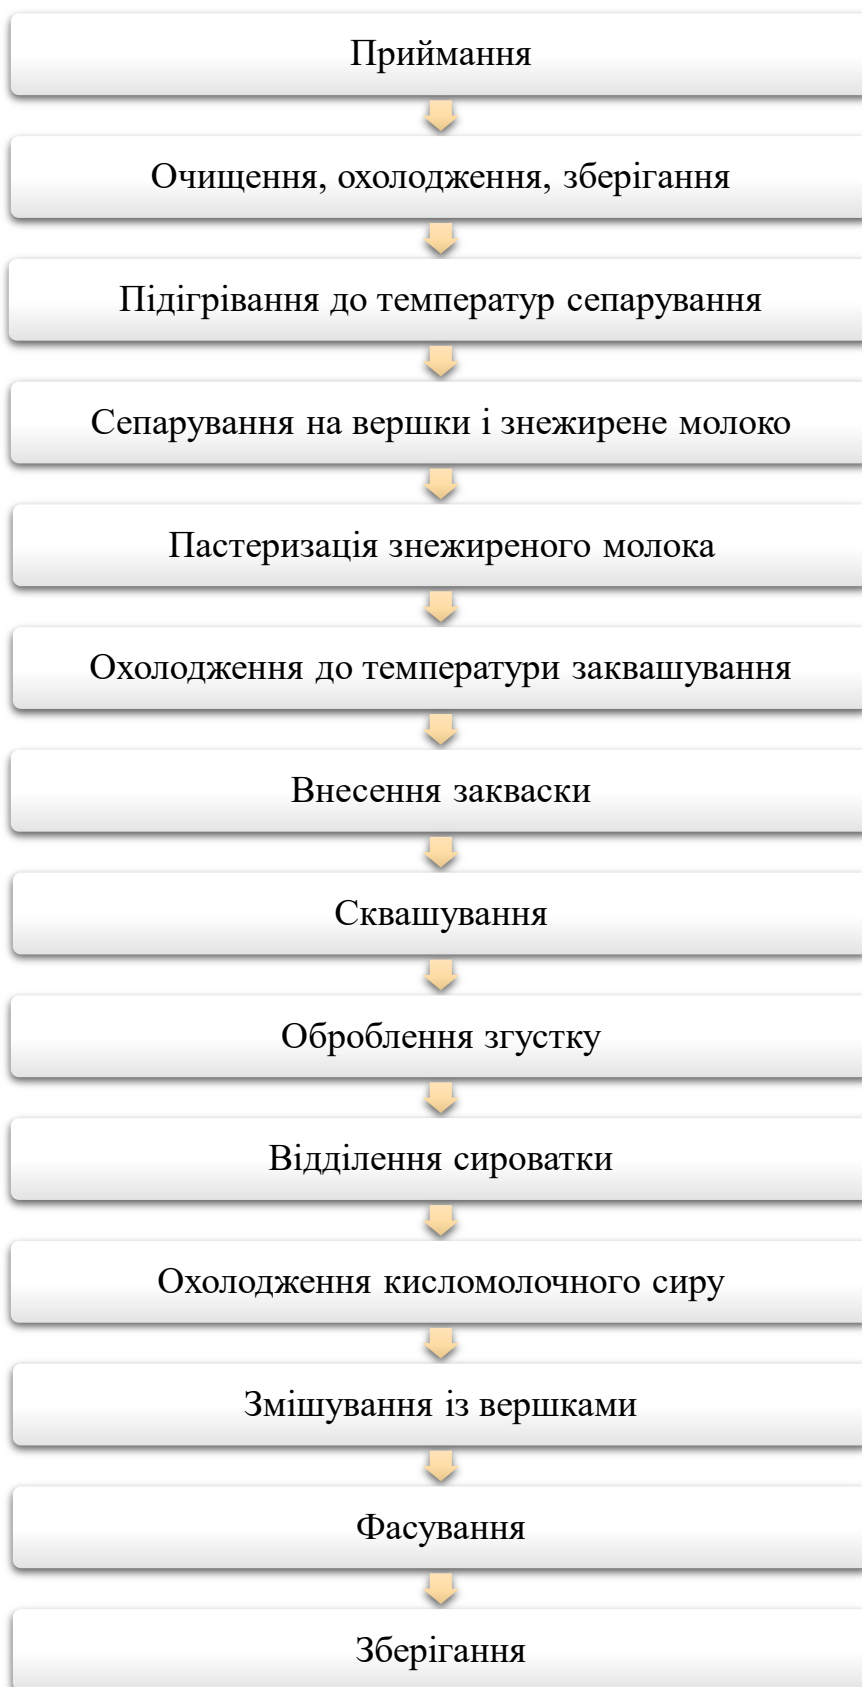 Приймання
Очищення, охолодження, зберігання
Підігрівання до температур сепарування
Сепарування на вершки і знежирене молоко
Пастеризація знежиреного молока
Охолодження до температури заквашування
Внесення закваски
Сквашування
Оброблення згустку
Відділення сироватки
Охолодження кисломолочного сиру
Змішування із вершками
Фасування
Зберігання